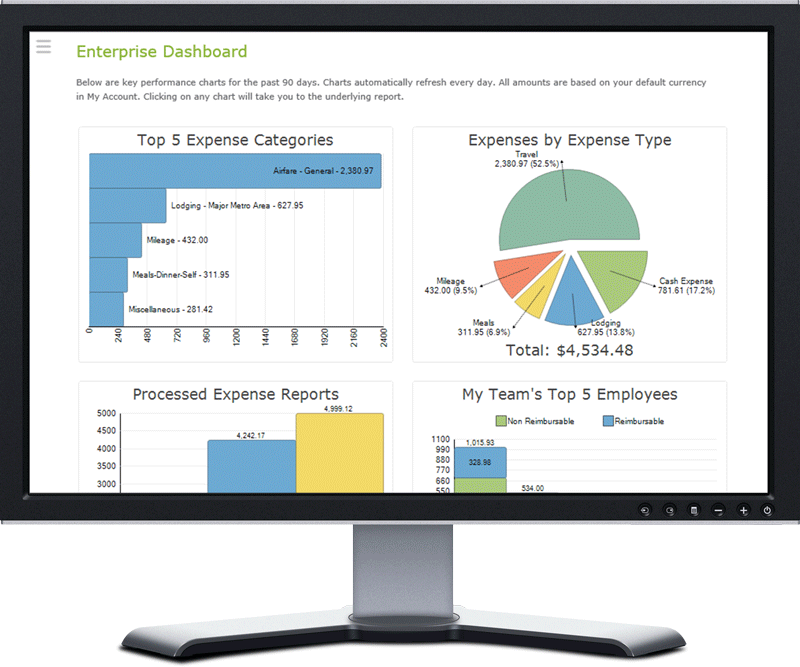 Enterprise Dashboard
Below are key performance charts for the past 90 days. Charts automatically refresh every day. All amounts are based on your default currency
in My Account. Clicking on any chart will take you to the underlying report.
Top 5 Expense Categories
Airfare - General - 2,380.97
Lodging - Major Metro Area - 627.95
Mileage - 432.00
Meals-Dinner-Self - 311.95
Miscellaneous - 281.42
0 240 480 720 960 1200 1440 1680 1920 2160 2400
Expenses by Expense Type
Travel
2,380.97 (52.5%)
Mileage
432.00 (9.5%)
Cash Expense
781.61 (17.2%)
Meals
311.95 (6.9%)
Lodging
627.95 (13.8%)
Total: $4,534.48
Processed Expense Reports
4,999.12
5000
4500
4,242.17
4000
3500
3000
My Team's Top 5 Employees
Non Reimbursable Reimbursable
1100
1,015.93
990
880
328.98
770
660
550
534.00